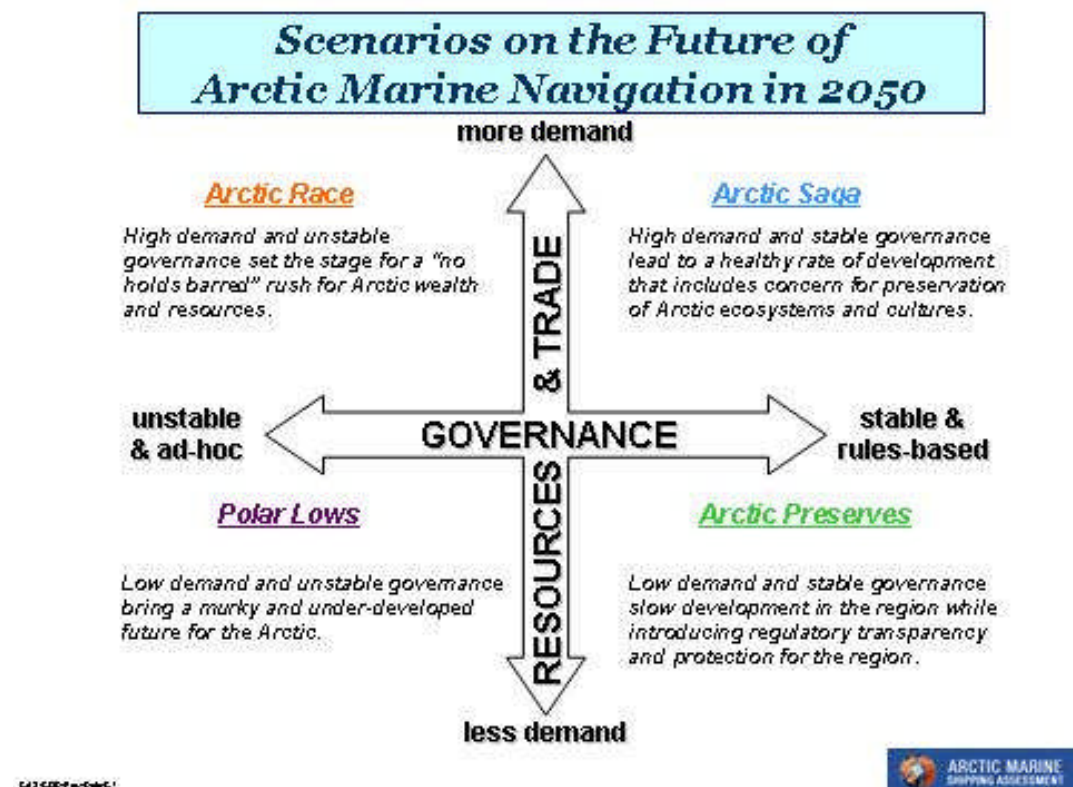 Scenarios on the Future of
Arctic Marine Navigation in 2050
more demand
Arctic Race
High demand and unstable
governance set the stage for a "no
holds barred" rush for Arctic wealth
and resources.
Arctic Saga
High demand and stable governance
lead to a healthy rate of development
that includes concern for preservation
of Arctic ecosystems and cultures.
RESOURCES & TRADE
unstable
& ad-hoc
GOVERNANCE
stable &
rules-based
Polar Lows
Low demand and unstable governance
bring a murky and under-developed
future for the Arctic.
Arctic Preserves
Low demand and stable governance
slow development in the region while
introducing regulatory transparency
and protection for the region.
less demand
ARCTIC MARINE
SHIPPING ASSESSMENT